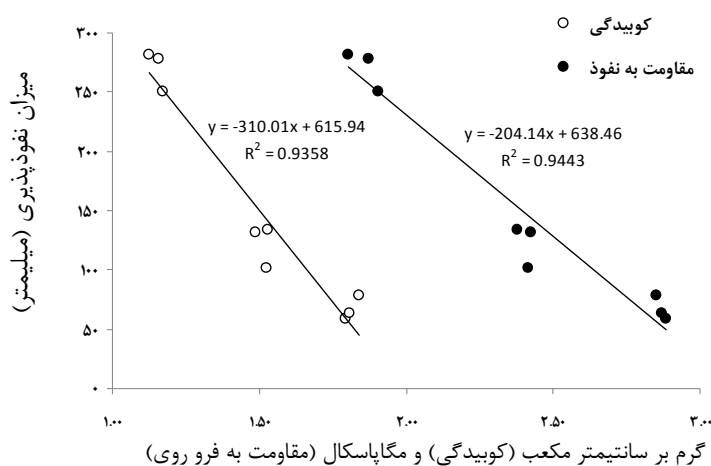 کوبیدگی
مقاومت به نفوذ
y = -310.01x + 615.94
R² = 0.9358
y = -204.14x + 638.46
R² = 0.9443
میزان نفوذپذیری (میلیمتر)
۳۰۰
۲۵۰
۲۰۰
۱۵۰
۱۰۰
۵۰
۰
۱.۰۰ ۱.۵۰ ۲.۰۰ ۲.۵۰ ۳.۰۰
گرم بر سانتیمتر مکعب (کوبیدگی) و مگاپاسکال (مقاومت به فرو روی)